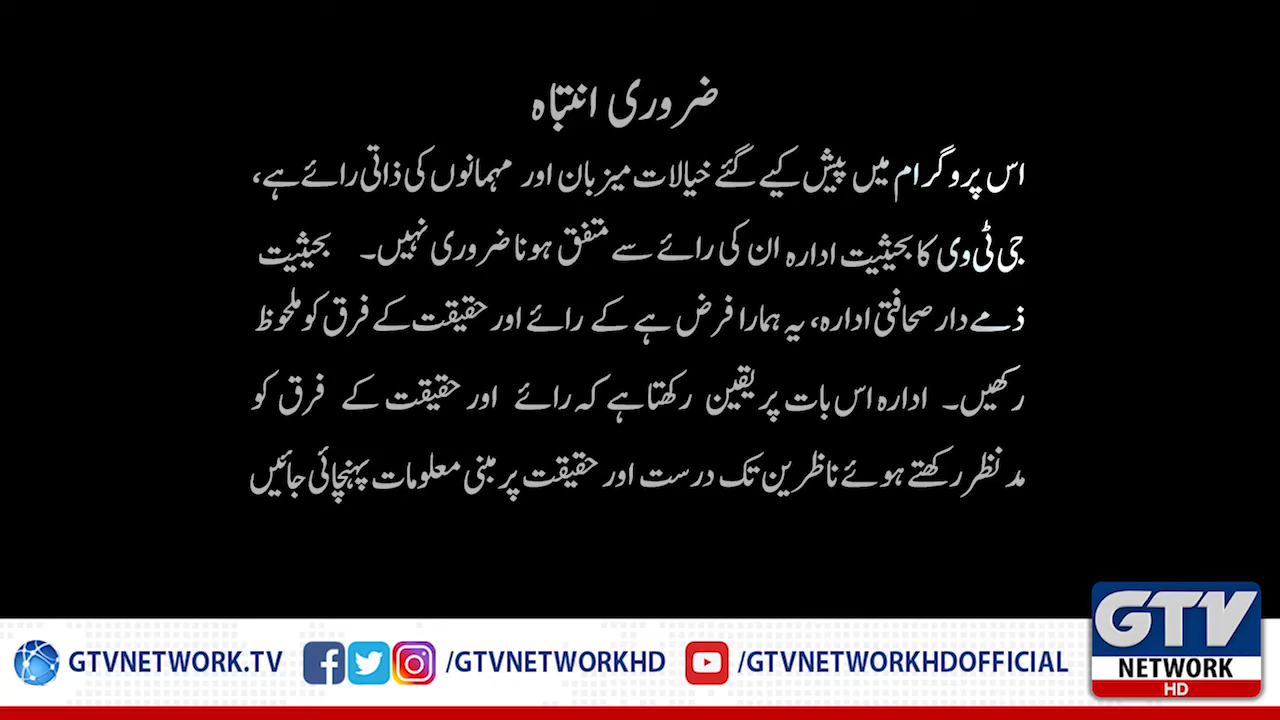 ضروری انتباہ
اس پروگرام میں پیش کیے گئے خیالات میزبان اور مہمانوں کی ذاتی رائے ہے،
جی ٹی وی کا بحیثیت ادارہ ان کی رائے سے متفق ہونا ضروری نہیں۔ بحیثیت
ذمے دار صحافتی ادارہ، یہ ہمارا فرض ہے کے رائے اور حقیقت کے فرق کو ملحوظ
رکھیں۔ ادارہ اس بات پر یقین رکھتا ہے کہ رائے اور حقیقت کے فرق کو
مد نظر رکھتے ہوئے ناظرین تک درست اور حقیقت پر مبنی معلومات پہنچائی جائیں
GTVNETWORK.TV /GTVNETWORKHD /GTVNETWORKHDOFFICIAL
GTV
NETWORK
HD